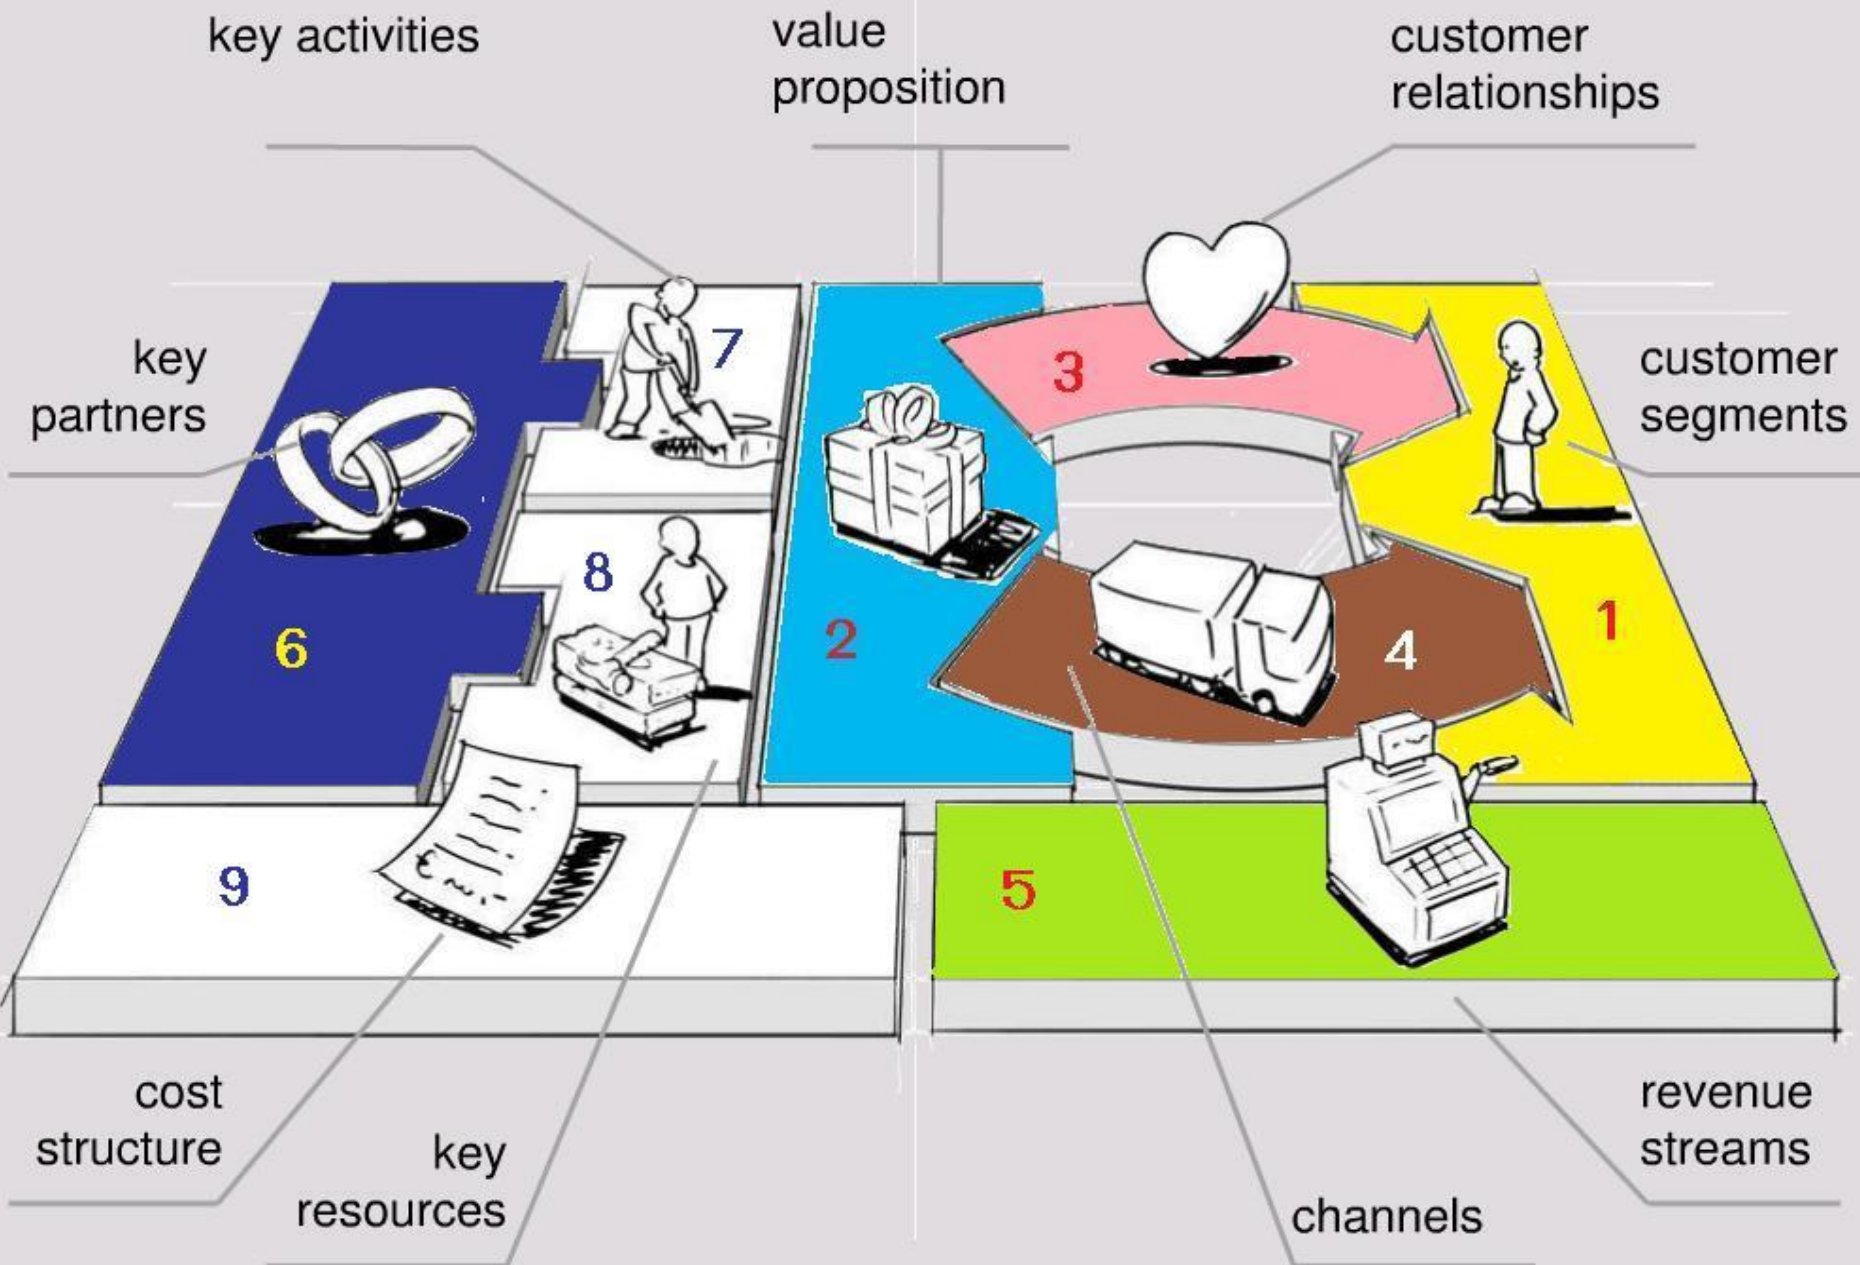 key activities
value
proposition
customer
relationships
key
partners
customer
segments
7
3
8
6
2
4
1
9
5
cost
structure
key
resources
channels
revenue
streams